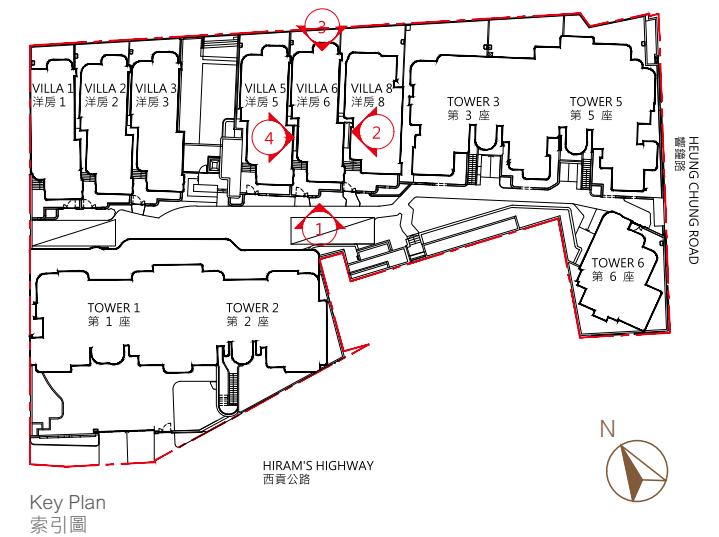 3
VILLA 1
洋房 1
VILLA 2
洋房 2
VILLA 3
洋房 3
VILLA 5
洋房 5
VILLA 6
洋房 6
VILLA 8
洋房 8
TOWER 3
第 3 座
TOWER 5
第 5 座
4
2
HEUNG CHUNG ROAD
響鐘路
1
TOWER 6
第 6 座
TOWER 1
第 1 座
TOWER 2
第 2 座
N
HIRAM'S HIGHWAY
西貢公路
Key Plan
索引圖